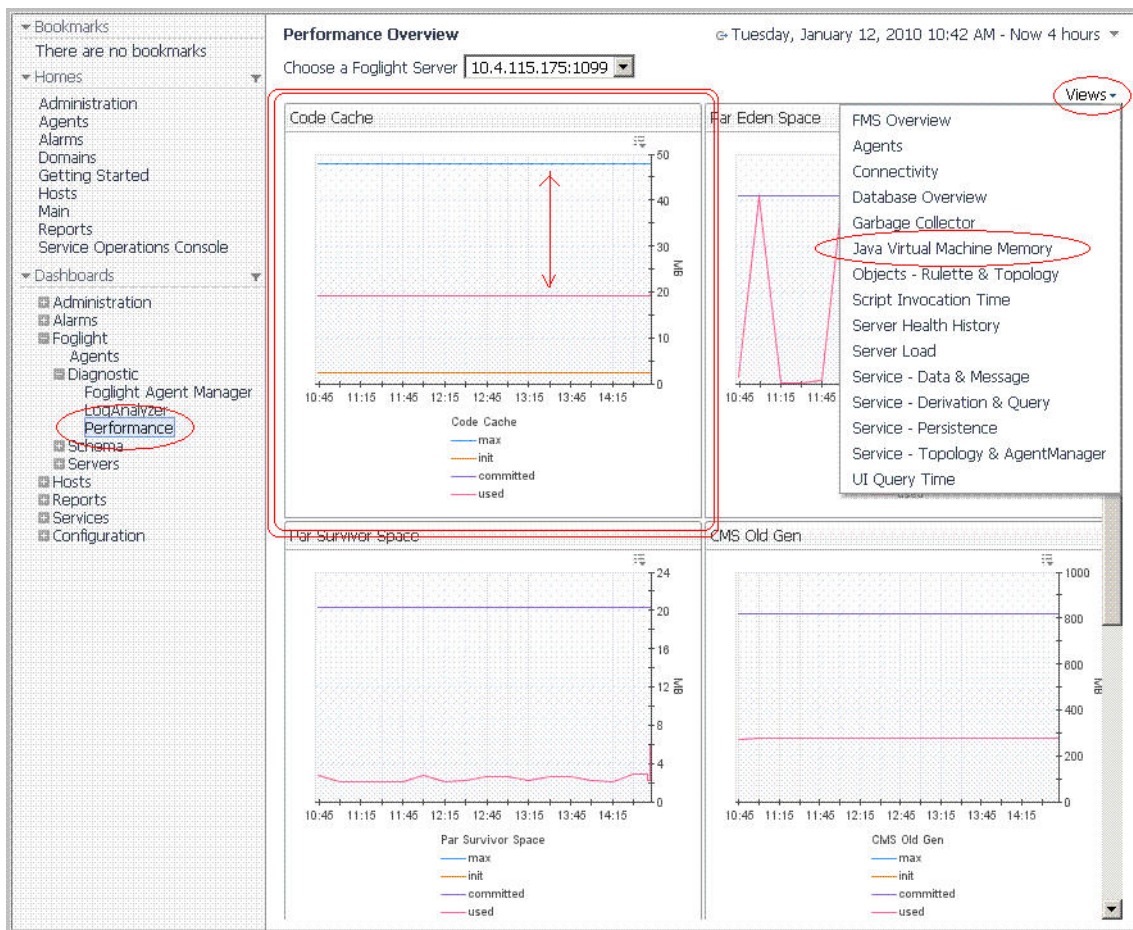 Bookmarks
There are no bookmarks
Homes
Administration
Agents
Alarms
Domains
Getting Started
Hosts
Main
Reports
Service Operations Console
Dashboards
Administration
Alarms
Foglight
Agents
Diagnostic
Foglight Agent Manager
LogAnalyzer
Performance
Schema
Servers
Hosts
Reports
Services
Configuration
Performance Overview
Tuesday, January 12, 2010 10:42 AM - Now 4 hours
Choose a Foglight Server 10.4.115.175:1099
Views
Code Cache
50
40
30
20
10
0
MB
10:45 11:15 11:45 12:15 12:45 13:15 13:45 14:15
Code Cache
max
init
committed
used
Par Eden Space
10:45 11:15 11:45
used
FMS Overview
Agents
Connectivity
Database Overview
Garbage Collector
Java Virtual Machine Memory
Objects - Rulette & Topology
Script Invocation Time
Server Health History
Server Load
Service - Data & Message
Service - Derivation & Query
Service - Persistence
Service - Topology & AgentManager
UI Query Time
Par Survivor Space
24
20
16
12
8
4
0
MB
10:45 11:15 11:45 12:15 12:45 13:15 13:45 14:15
Par Survivor Space
max
init
committed
used
CMS Old Gen
1000
800
600
400
200
0
MB
10:45 11:15 11:45 12:15 12:45 13:15 13:45 14:15
CMS Old Gen
max
init
committed
used